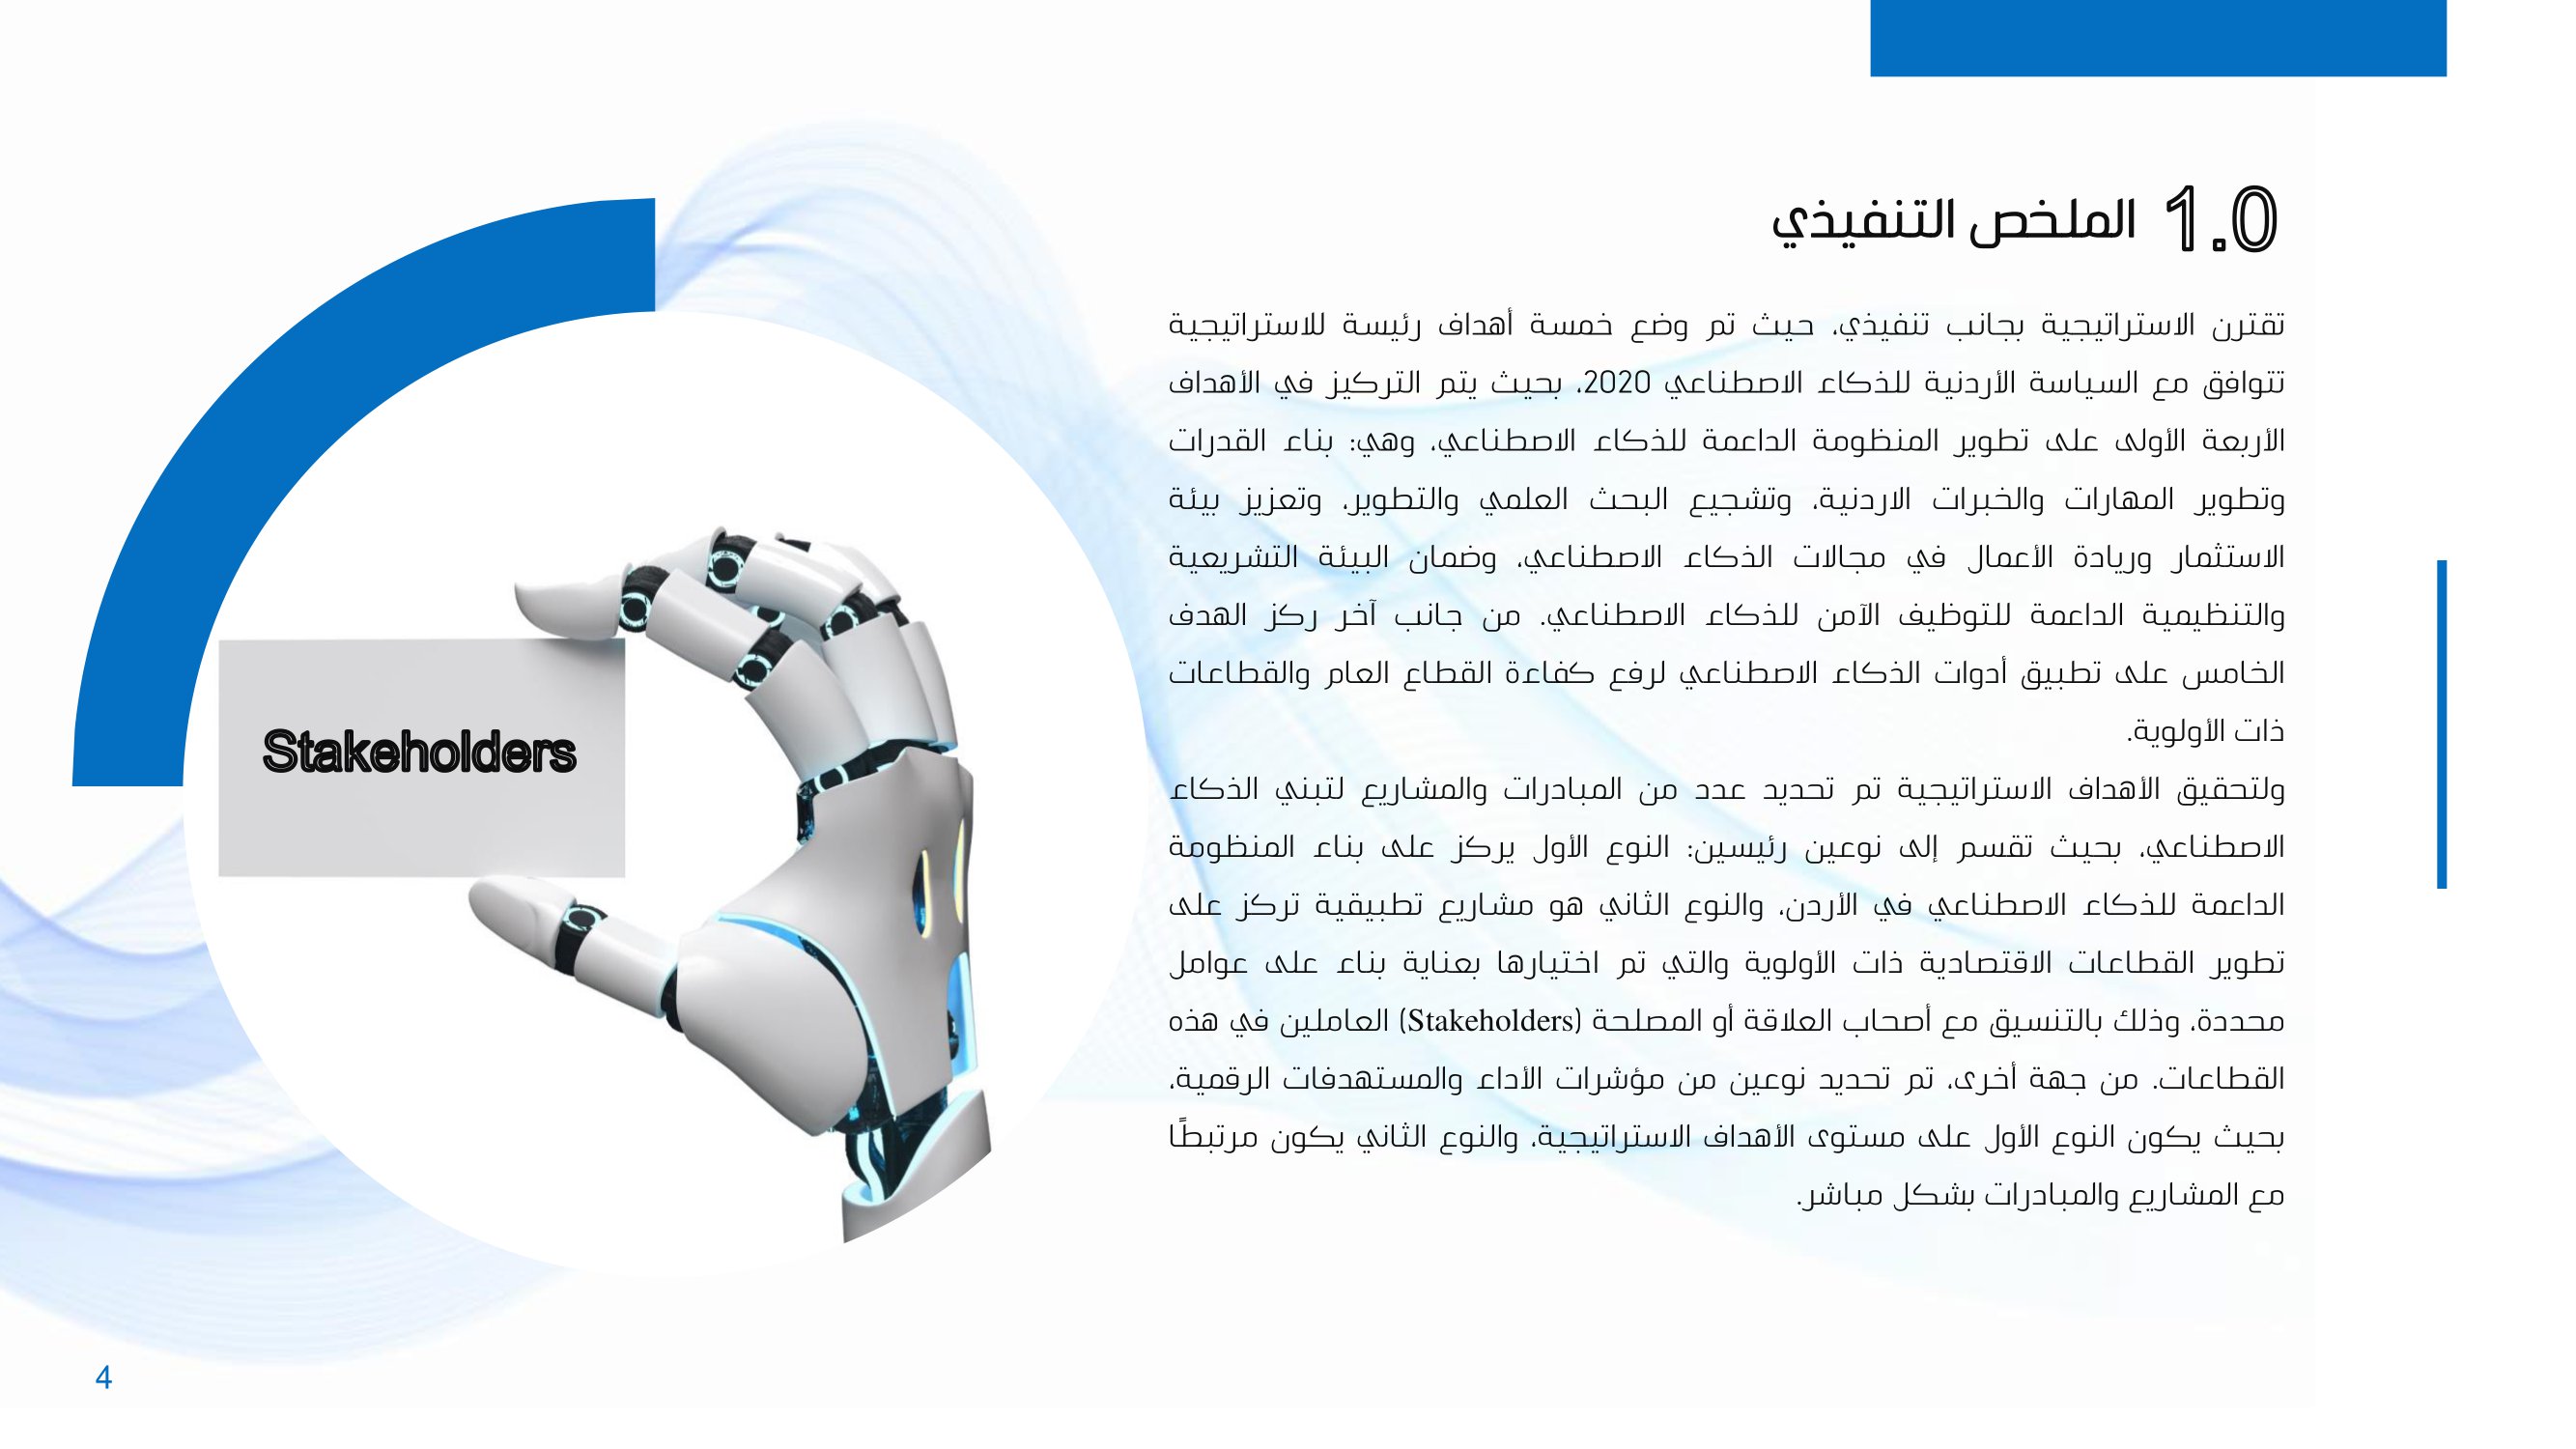 1.0 الملخص التنفيذي
تقترن الاستراتيجية بجانب تنفيذي، حيث تم وضع خمسة أهداف رئيسة للاستراتيجية
تتوافق مع السياسة الأردنية للذكاء الاصطناعي 2020، بحيث يتم التركيز في الأهداف
الأربعة الأولى على تطوير المنظومة الداعمة للذكاء الاصطناعي، وهي: بناء القدرات
وتطوير المهارات والخبرات الاردنية، وتشجيع البحث العلمي والتطوير، وتعزيز بيئة
الاستثمار وريادة الأعمال في مجالات الذكاء الاصطناعي، وضمان البيئة التشريعية
والتنظيمية الداعمة للتوظيف الآمن للذكاء الاصطناعي. من جانب آخر ركز الهدف
الخامس على تطبيق أدوات الذكاء الاصطناعي لرفع كفاءة القطاع العام والقطاعات
ذات الأولوية.
ولتحقيق الأهداف الاستراتيجية تم تحديد عدد من المبادرات والمشاريع لتبني الذكاء
الاصطناعي، بحيث تقسم إلى نوعين رئيسين: النوع الأول يركز على بناء المنظومة
الداعمة للذكاء الاصطناعي في الأردن، والنوع الثاني هو مشاريع تطبيقية تركز على
تطوير القطاعات الاقتصادية ذات الأولوية والتي تم اختيارها بعناية بناء على عوامل
محددة، وذلك بالتنسيق مع أصحاب العلاقة أو المصلحة (Stakeholders) العاملين في هذه
القطاعات. من جهة أخرى، تم تحديد نوعين من مؤشرات الأداء والمستهدفات الرقمية،
بحيث يكون النوع الأول على مستوى الأهداف الاستراتيجية، والنوع الثاني يكون مرتبطًا
مع المشاريع والمبادرات بشكل مباشر.
Stakeholders
4